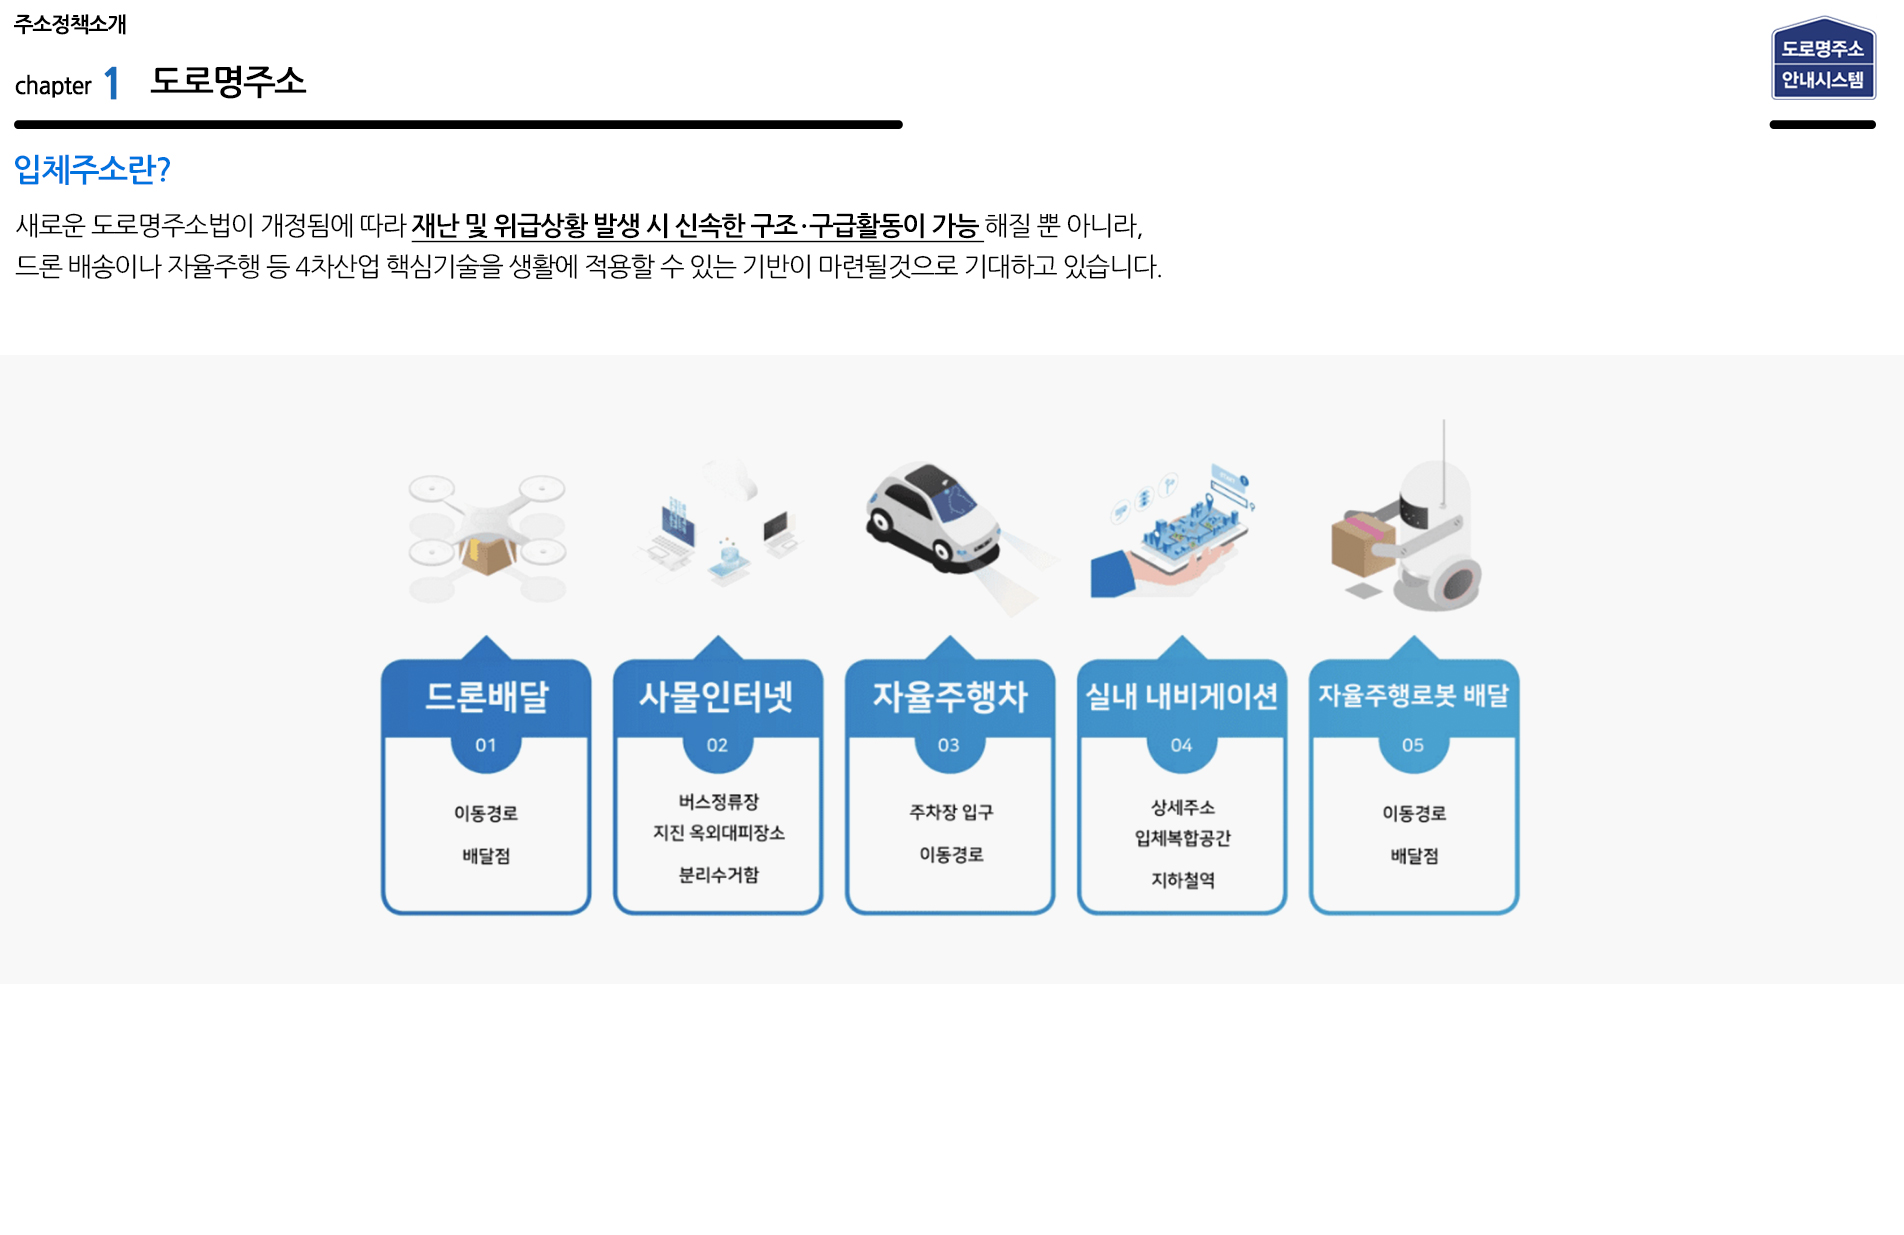 주소정책소개
chapter 1 도로명주소
도로명주소
안내시스템
입체주소란?
새로운 도로명주소법이 개정됨에 따라 재난 및 위급상황 발생 시 신속한 구조·구급활동이 가능 해질 뿐 아니라,
드론 배송이나 자율주행 등 4차산업 핵심기술을 생활에 적용할 수 있는 기반이 마련될것으로 기대하고 있습니다.
드론배달
01
이동경로
배달점
사물인터넷
02
버스정류장
지진 옥외대피장소
분리수거함
자율주행차
03
주차장 입구
이동경로
실내 내비게이션
04
상세주소
입체복합공간
지하철역
자율주행로봇 배달
05
이동경로
배달점